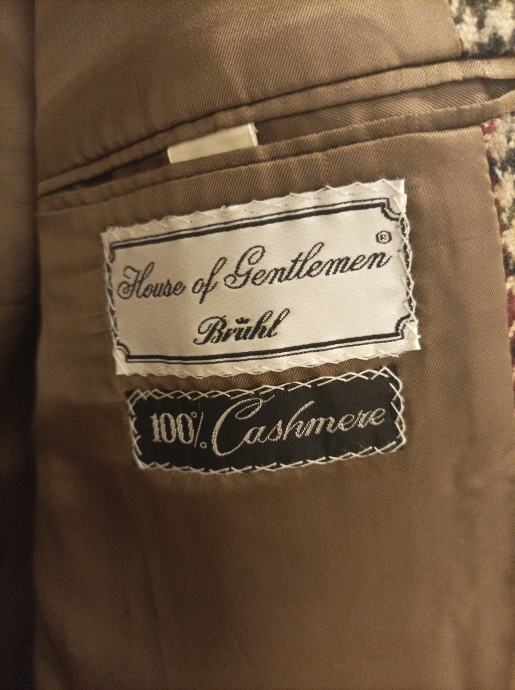 House of Gentlemen ®
Brühl
100% Cashmere